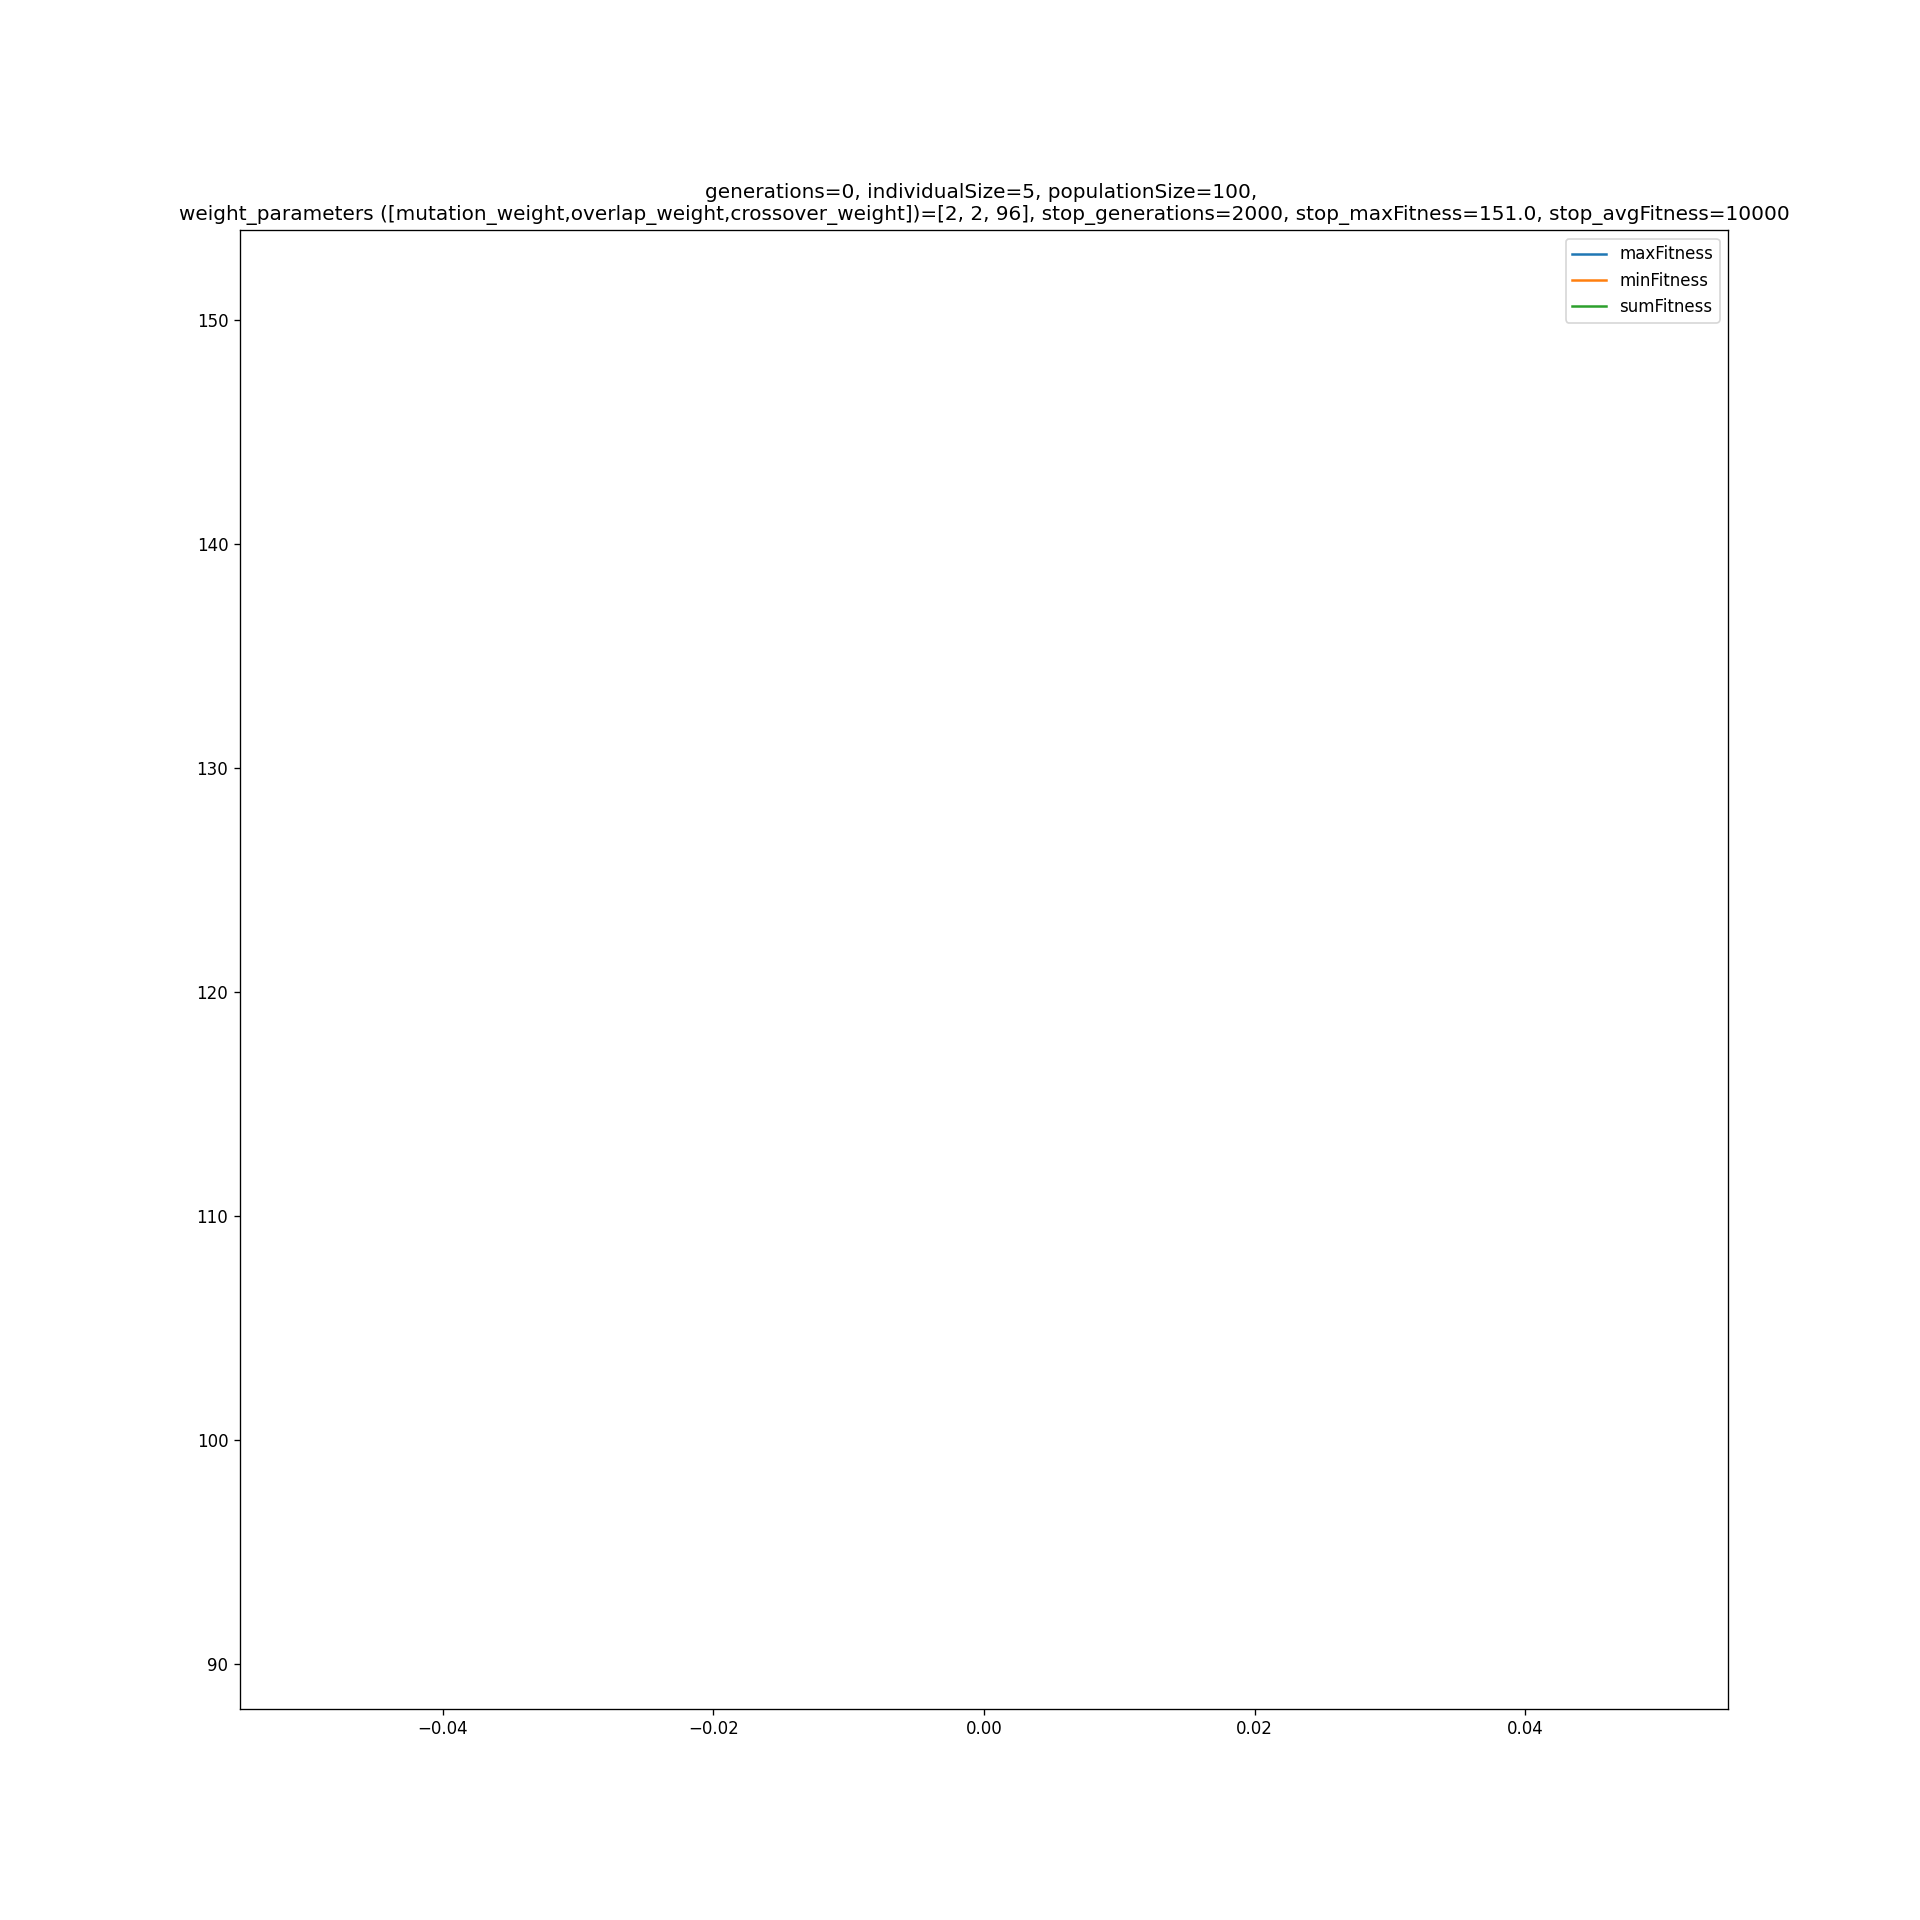 generations=0, individualSize=5, populationSize=100,
weight_parameters ([mutation_weight,overlap_weight,crossover_weight])=[2, 2, 96], stop_generations=2000, stop_maxFitness=151.0, stop_avgFitness=10000
maxFitness
minFitness
sumFitness
150
140
130
120
110
100
90
−0.04 −0.02 0.00 0.02 0.04